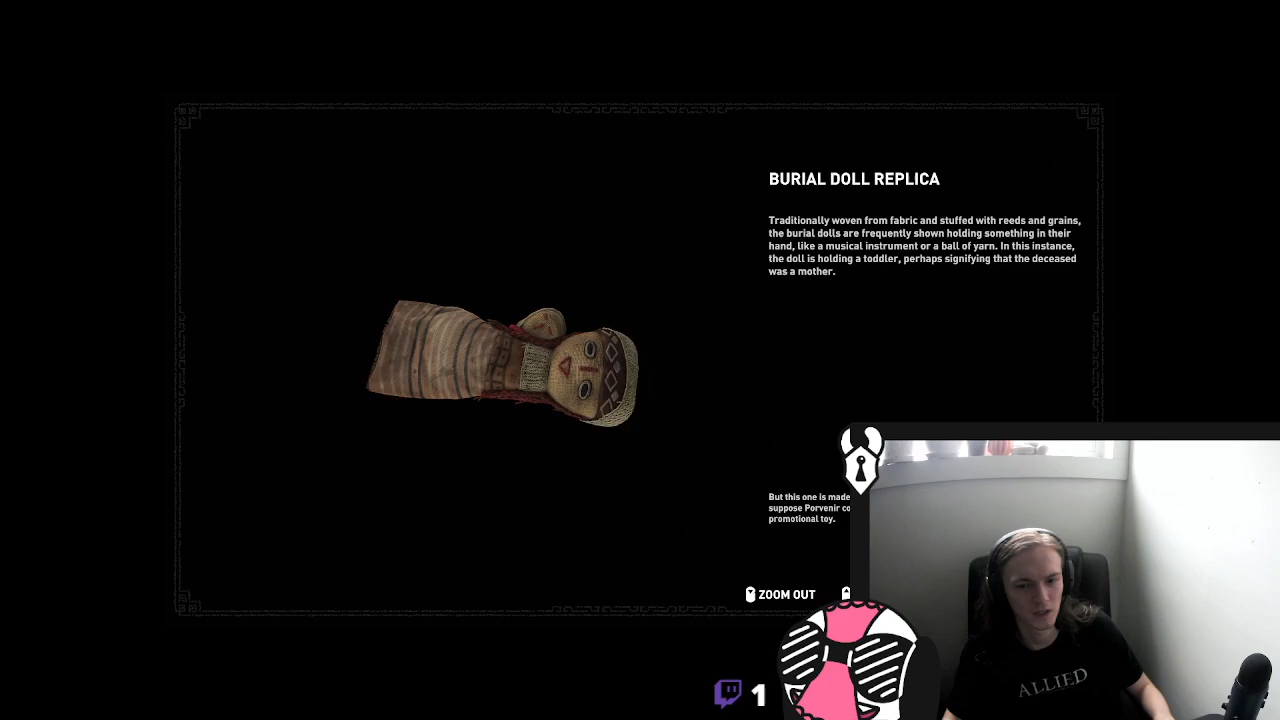 BURIAL DOLL REPLICA
Traditionally woven from fabric and stuffed with reeds and grains,
the burial dolls are frequently shown holding something in their
hand, like a musical instrument or a ball of yarn. In this instance,
the doll is holding a toddler, perhaps signifying that the deceased
was a mother.
But this one is made
suppose Porvenir co
promotional toy.
ZOOM OUT
ALLIED
1